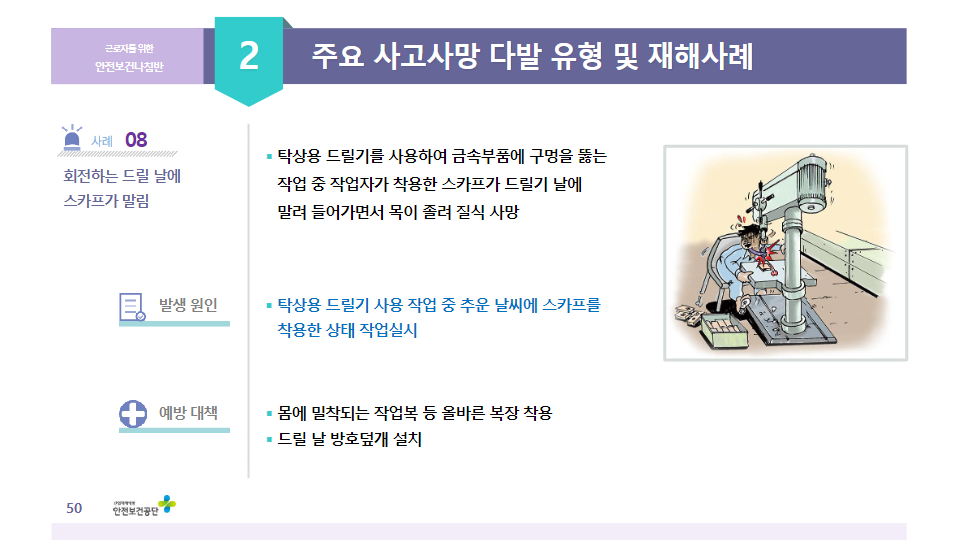 근로자를 위한
안전보건나침반
2
주요 사고사망 다발 유형 및 재해사례
사례 08
회전하는 드릴 날에
스카프가 말림
탁상용 드릴기를 사용하여 금속부품에 구멍을 뚫는
작업 중 작업자가 착용한 스카프가 드릴기 날에
말려 들어가면서 목이 졸려 질식 사망
발생 원인
탁상용 드릴기 사용 작업 중 추운 날씨에 스카프를
착용한 상태 작업실시
예방 대책
몸에 밀착되는 작업복 등 올바른 복장 착용
드릴 날 방호덮개 설치
50
산업재해예방
안전보건공단